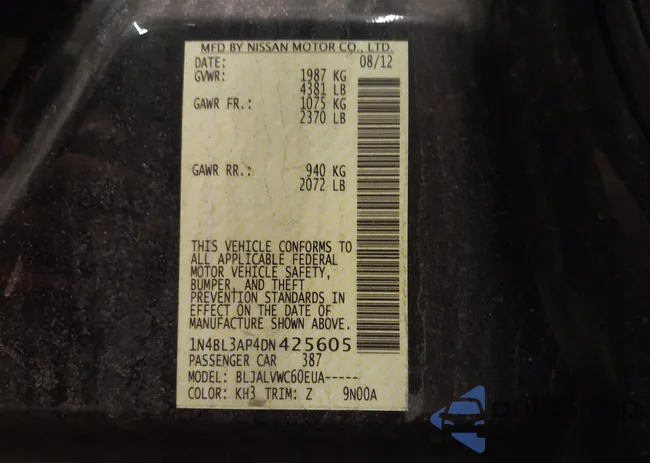 MFD BY NISSAN MOTOR CO., LTD.
DATE: 08/12
GVWR: 1987 KG
4381 LB
GAWR FR.: 1075 KG
2370 LB
GAWR RR.: 940 KG
2072 LB
THIS VEHICLE CONFORMS TO
ALL APPLICABLE FEDERAL
MOTOR VEHICLE SAFETY,
BUMPER, AND THEFT
PREVENTION STANDARDS IN
EFFECT ON THE DATE OF
MANUFACTURE SHOWN ABOVE.
1N4BL3AP4DN425605
PASSENGER CAR 387
MODEL: BLJALVWC60EUA-----
COLOR: KH3 TRIM: Z 9N00A